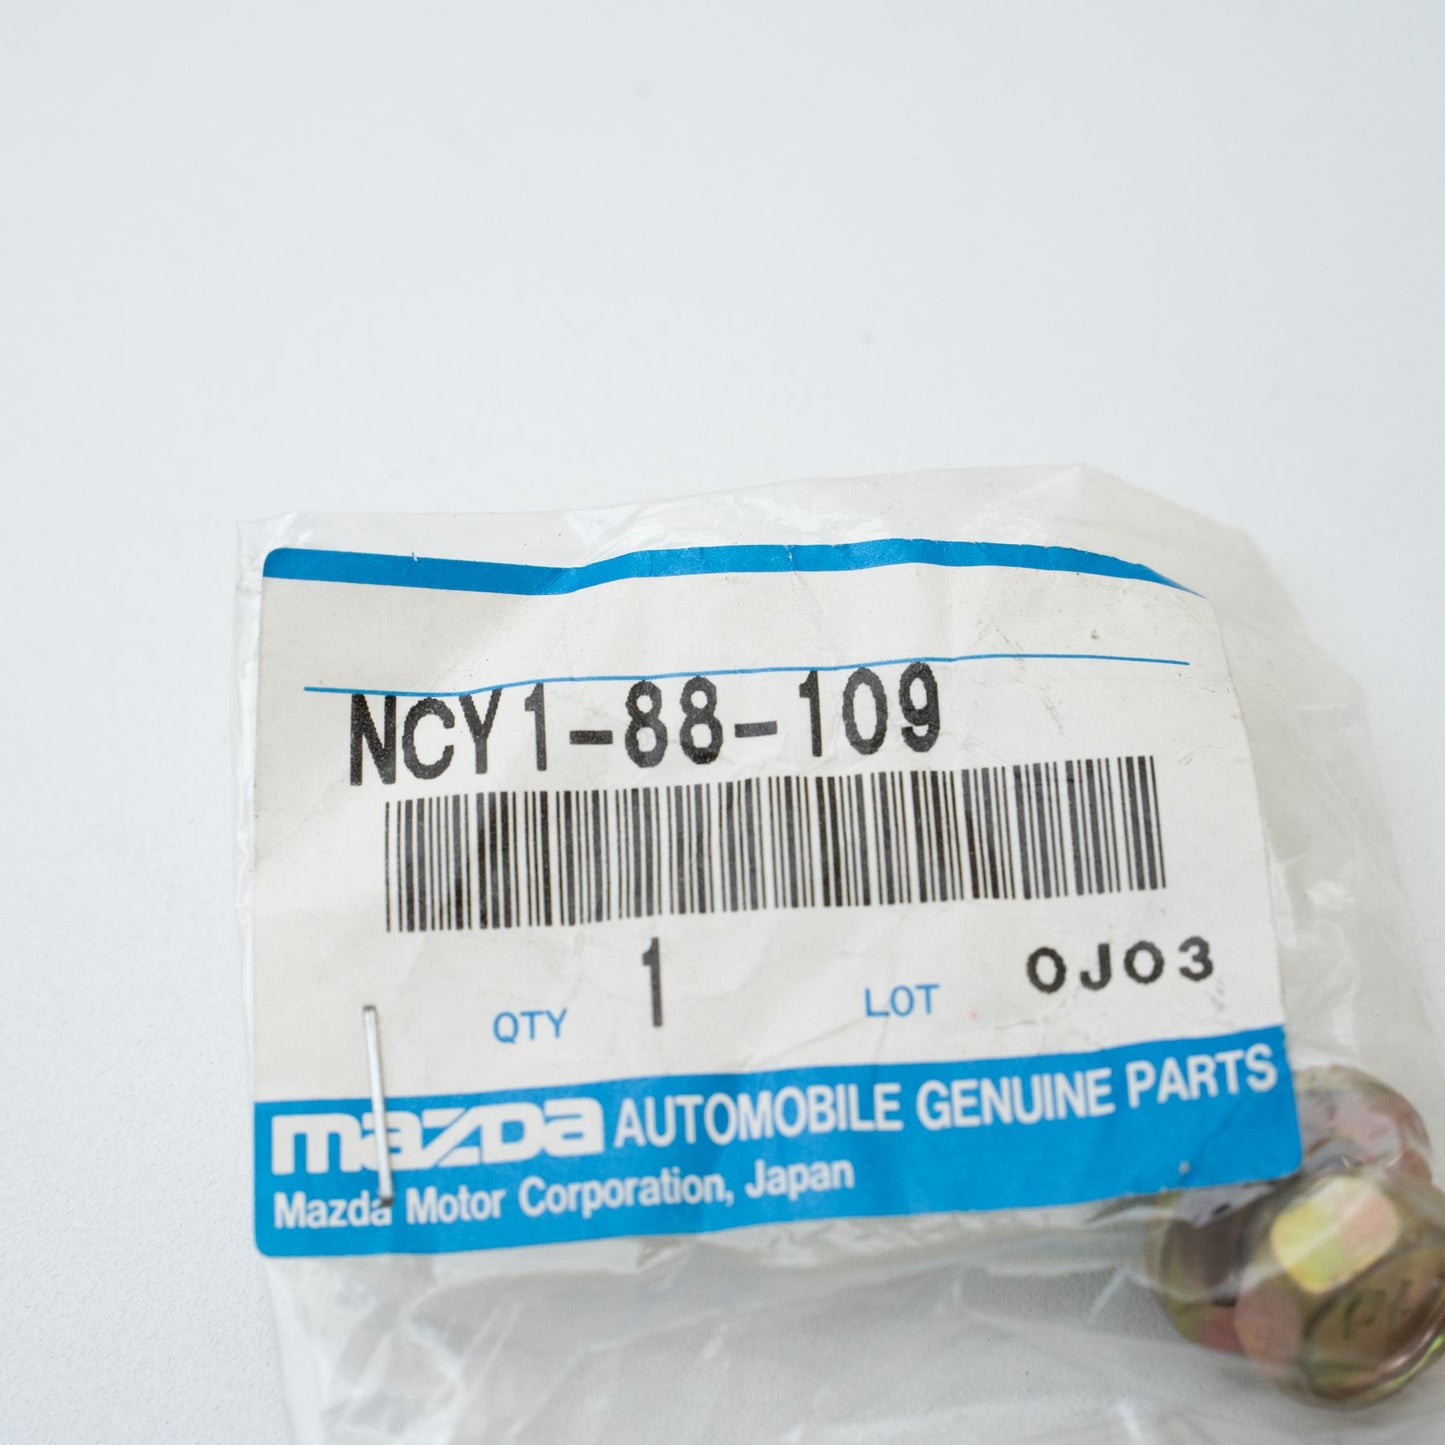 NCY1-88-109
QTY 1 LOT 0J03
mazda AUTOMOBILE GENUINE PARTS
Mazda Motor Corporation, Japan